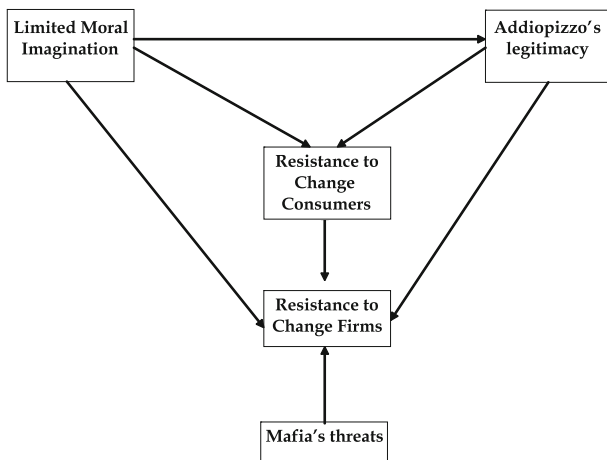 Limited Moral
Imagination
Addiopizzo's
legitimacy
Resistance to
Change
Consumers
Resistance to
Change Firms
Mafia's threats